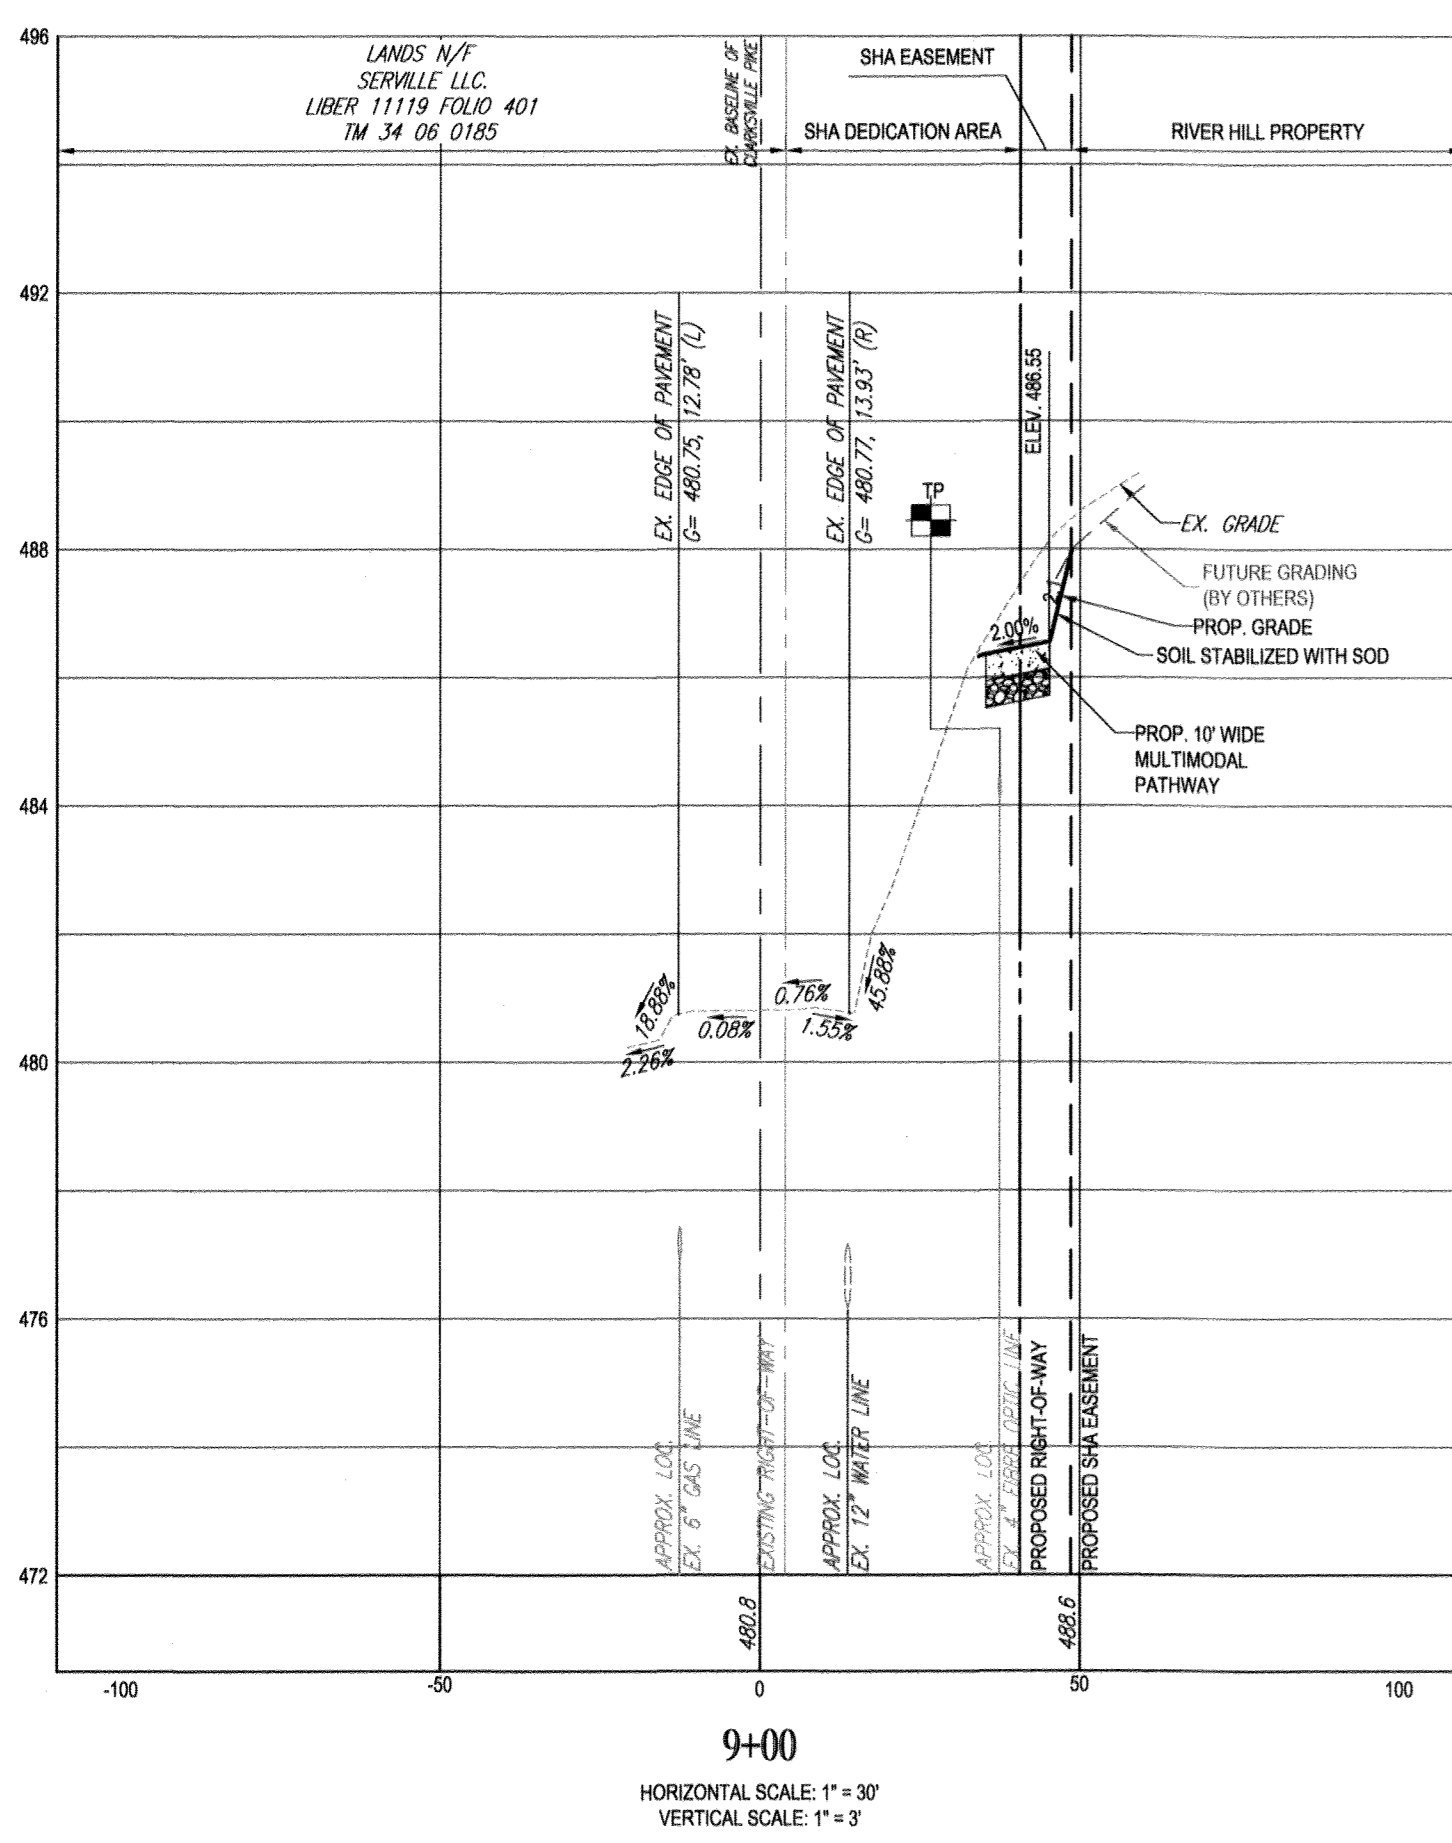 496
LANDS N/F
SERVILLE LLC.
LIBER 11119 FOLIO 401
TM 34 06 0185
EX. BASELINE OF
CLARKSVILLE PIKE
SHA EASEMENT
SHA DEDICATION AREA
RIVER HILL PROPERTY
492
EX. EDGE OF PAVEMENT
G= 480.75, 12.78' (L)
EX. EDGE OF PAVEMENT
G= 480.77, 13.93' (R)
ELEV. 486.55
TP
EX. GRADE
488
FUTURE GRADING
(BY OTHERS)
2:1
PROP. GRADE
2.00%
SOIL STABILIZED WITH SOD
PROP. 10' WIDE
MULTIMODAL
PATHWAY
484
45.88%
18.88%
0.76%
0.08%
1.55%
2.26%
480
476
APPROX. LOC.
EX. 6" GAS LINE
EXISTING RIGHT-OF-WAY
APPROX. LOC.
EX. 12" WATER LINE
APPROX. LOC.
EX. 4" FIBRE OPTIC LINE
PROPOSED RIGHT-OF-WAY
PROPOSED SHA EASEMENT
472
480.8
488.6
-100
-50
0
50
100
9+00
HORIZONTAL SCALE: 1" = 30'
VERTICAL SCALE: 1" = 3'